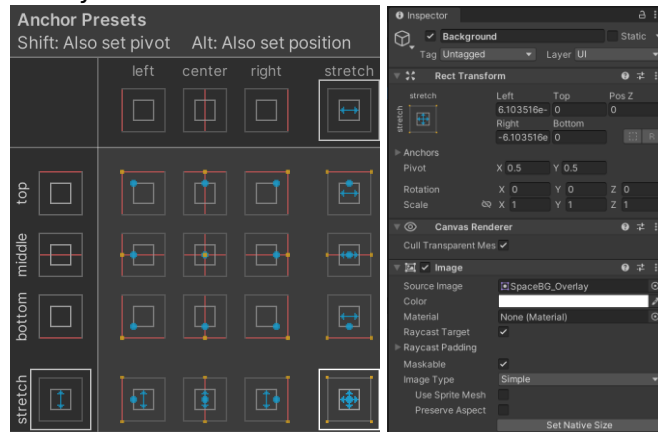 Anchor Presets
Shift: Also set pivot Alt: Also set position
left center right stretch
top
middle
bottom
stretch
Inspector
Background Static
Tag Untagged Layer UI
Rect Transform
stretch Left Top Pos Z
stretch 6.103516e- 0 0
Right Bottom
-6.103516e 0 R
Anchors
Pivot X 0.5 Y 0.5
Rotation X 0 Y 0 Z 0
Scale X 1 Y 1 Z 1
Canvas Renderer
Cull Transparent Mes
Image
Source Image SpaceBG_Overlay
Color
Material None (Material)
Raycast Target
Raycast Padding
Maskable
Image Type Simple
Use Sprite Mesh
Preserve Aspect
Set Native Size